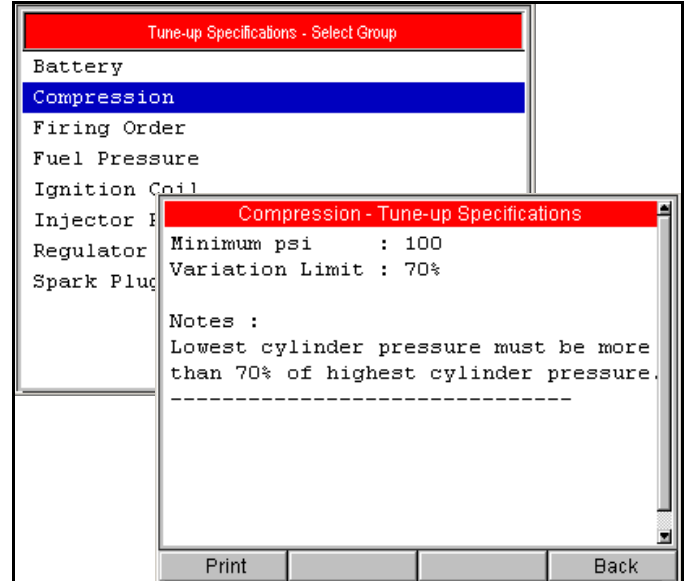 Tune-up Specifications - Select Group
Battery
Compression
Firing Order
Fuel Pressure
Ignition Coil
Injector
Regulator
Spark Plug
Compression - Tune-up Specifications
Minimum psi : 100
Variation Limit : 70%
Notes :
Lowest cylinder pressure must be more
than 70% of highest cylinder pressure.
-------------------------------
Print
Back